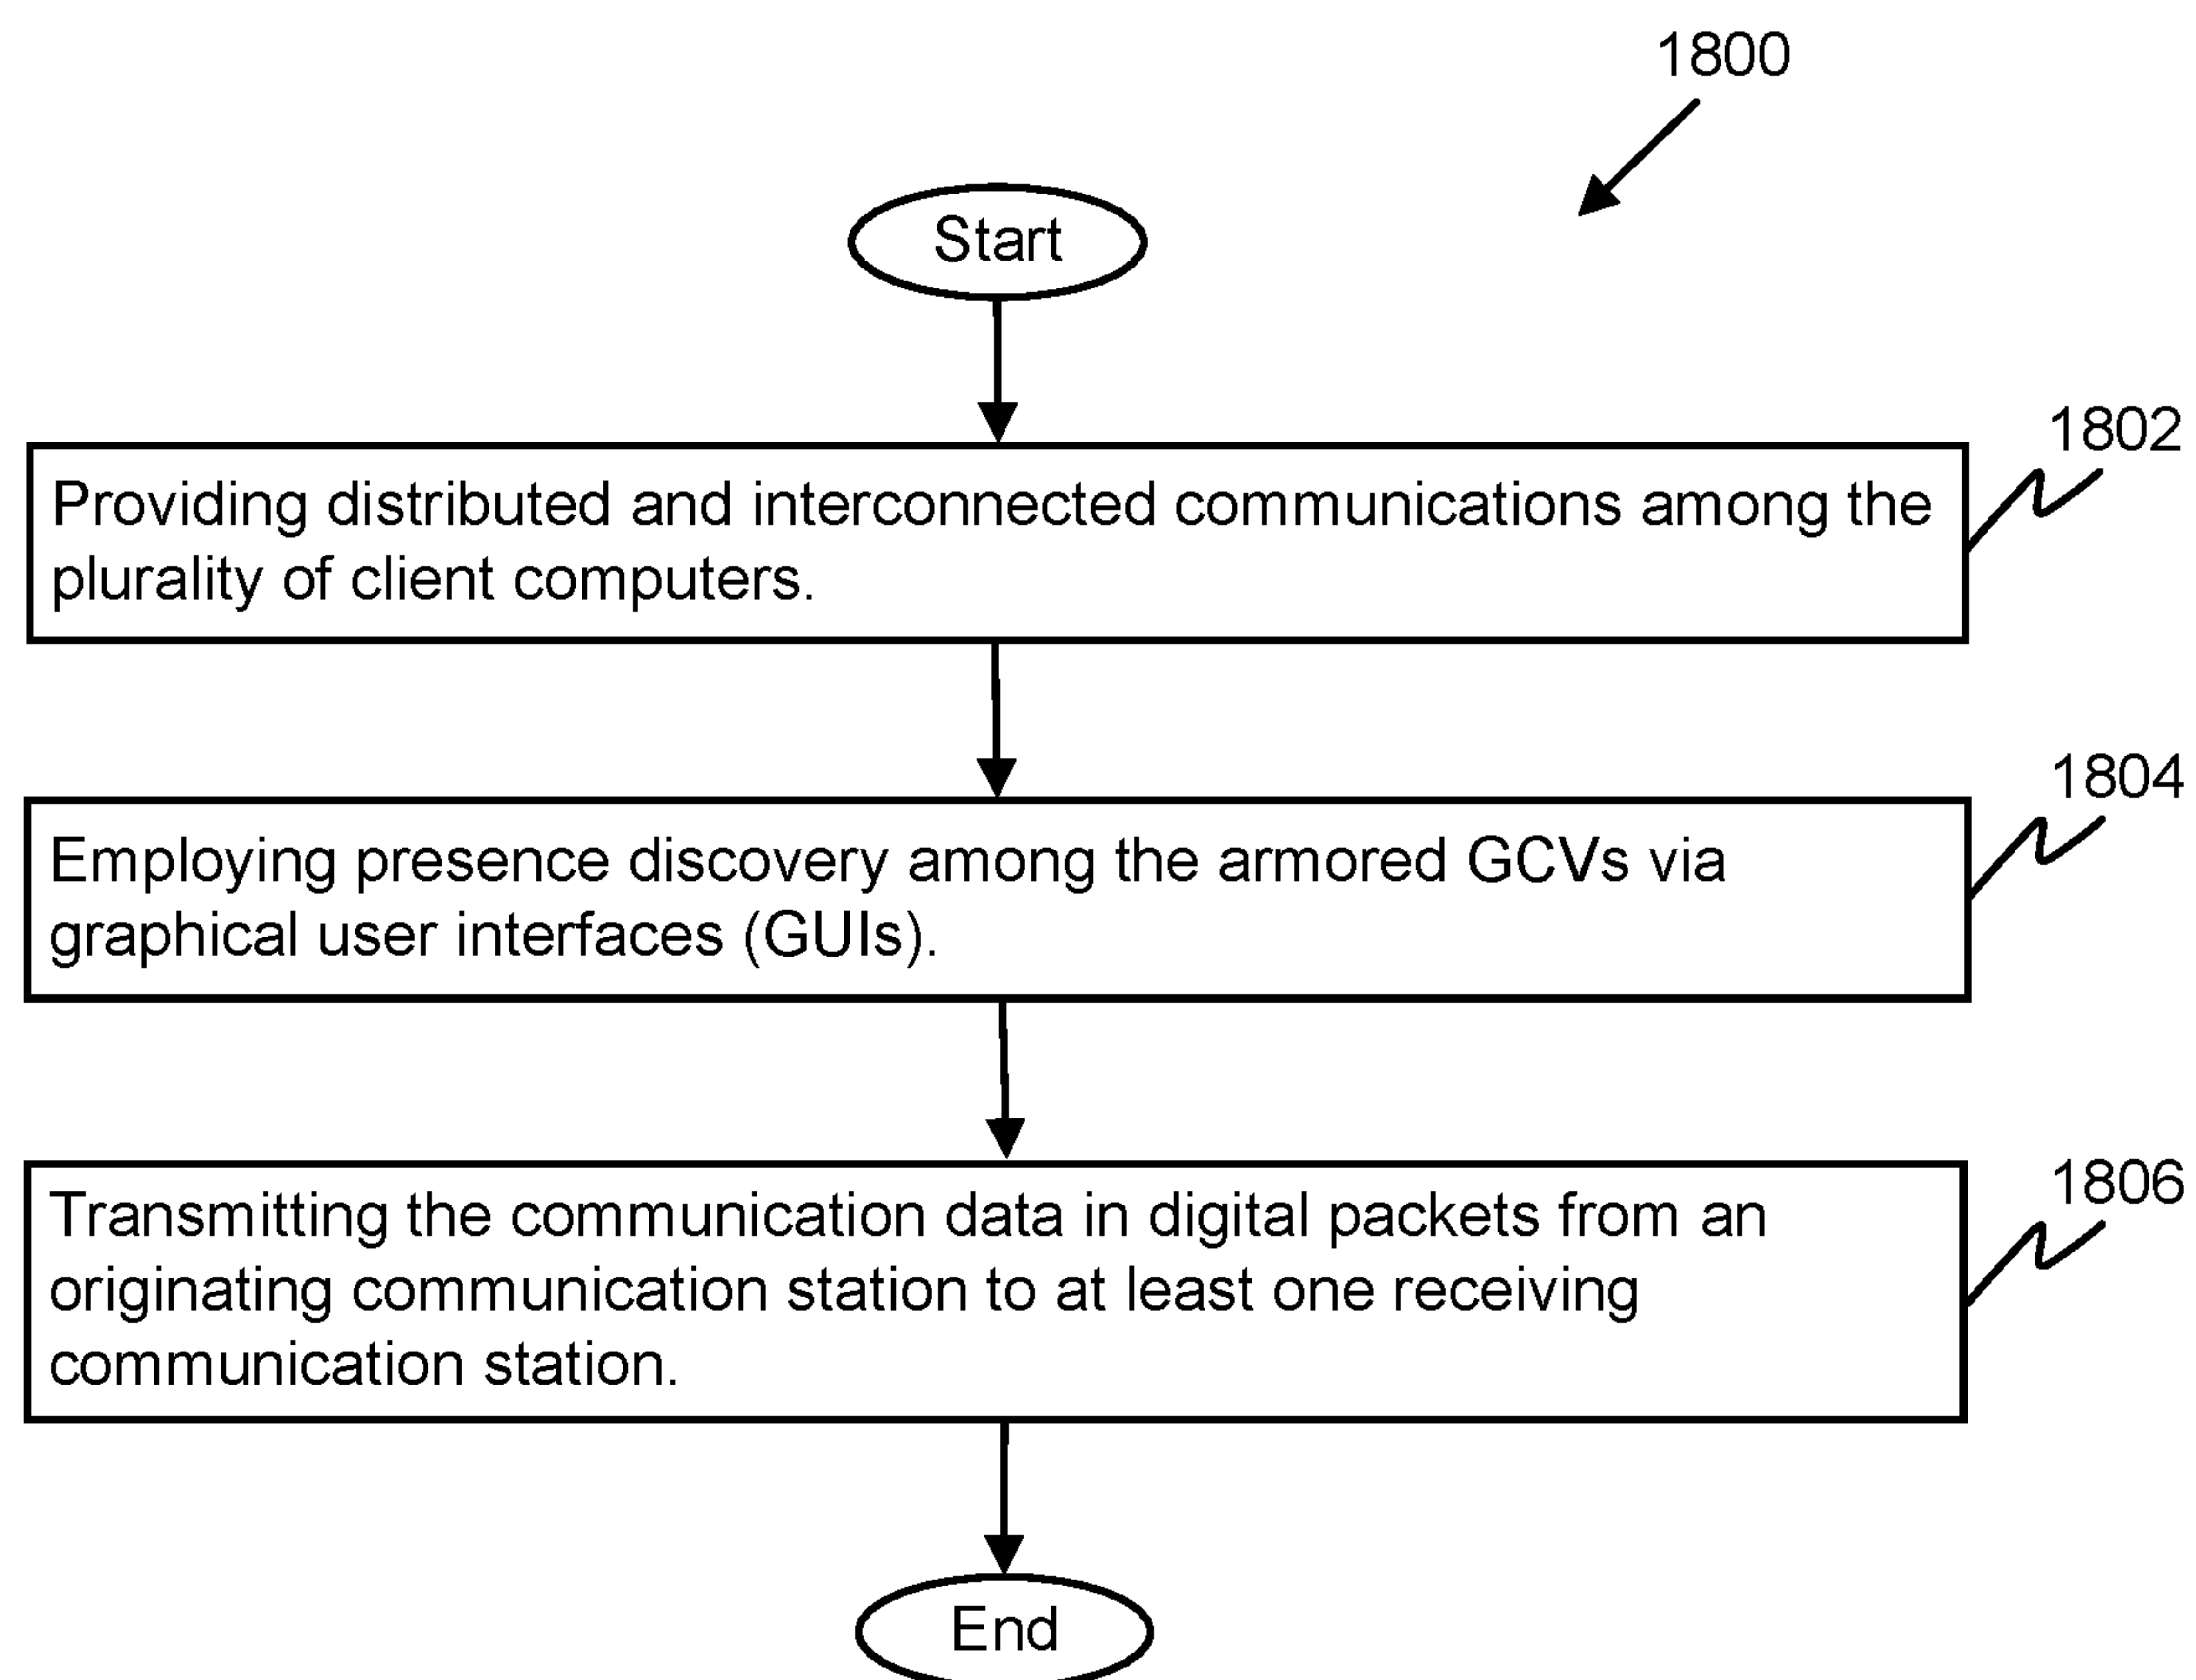 1800
Start
1802
Providing distributed and interconnected communications among the
plurality of client computers.
1804
Employing presence discovery among the armored GCVs via
graphical user interfaces (GUIs).
1806
Transmitting the communication data in digital packets from an
originating communication station to at least one receiving
communication station.
End